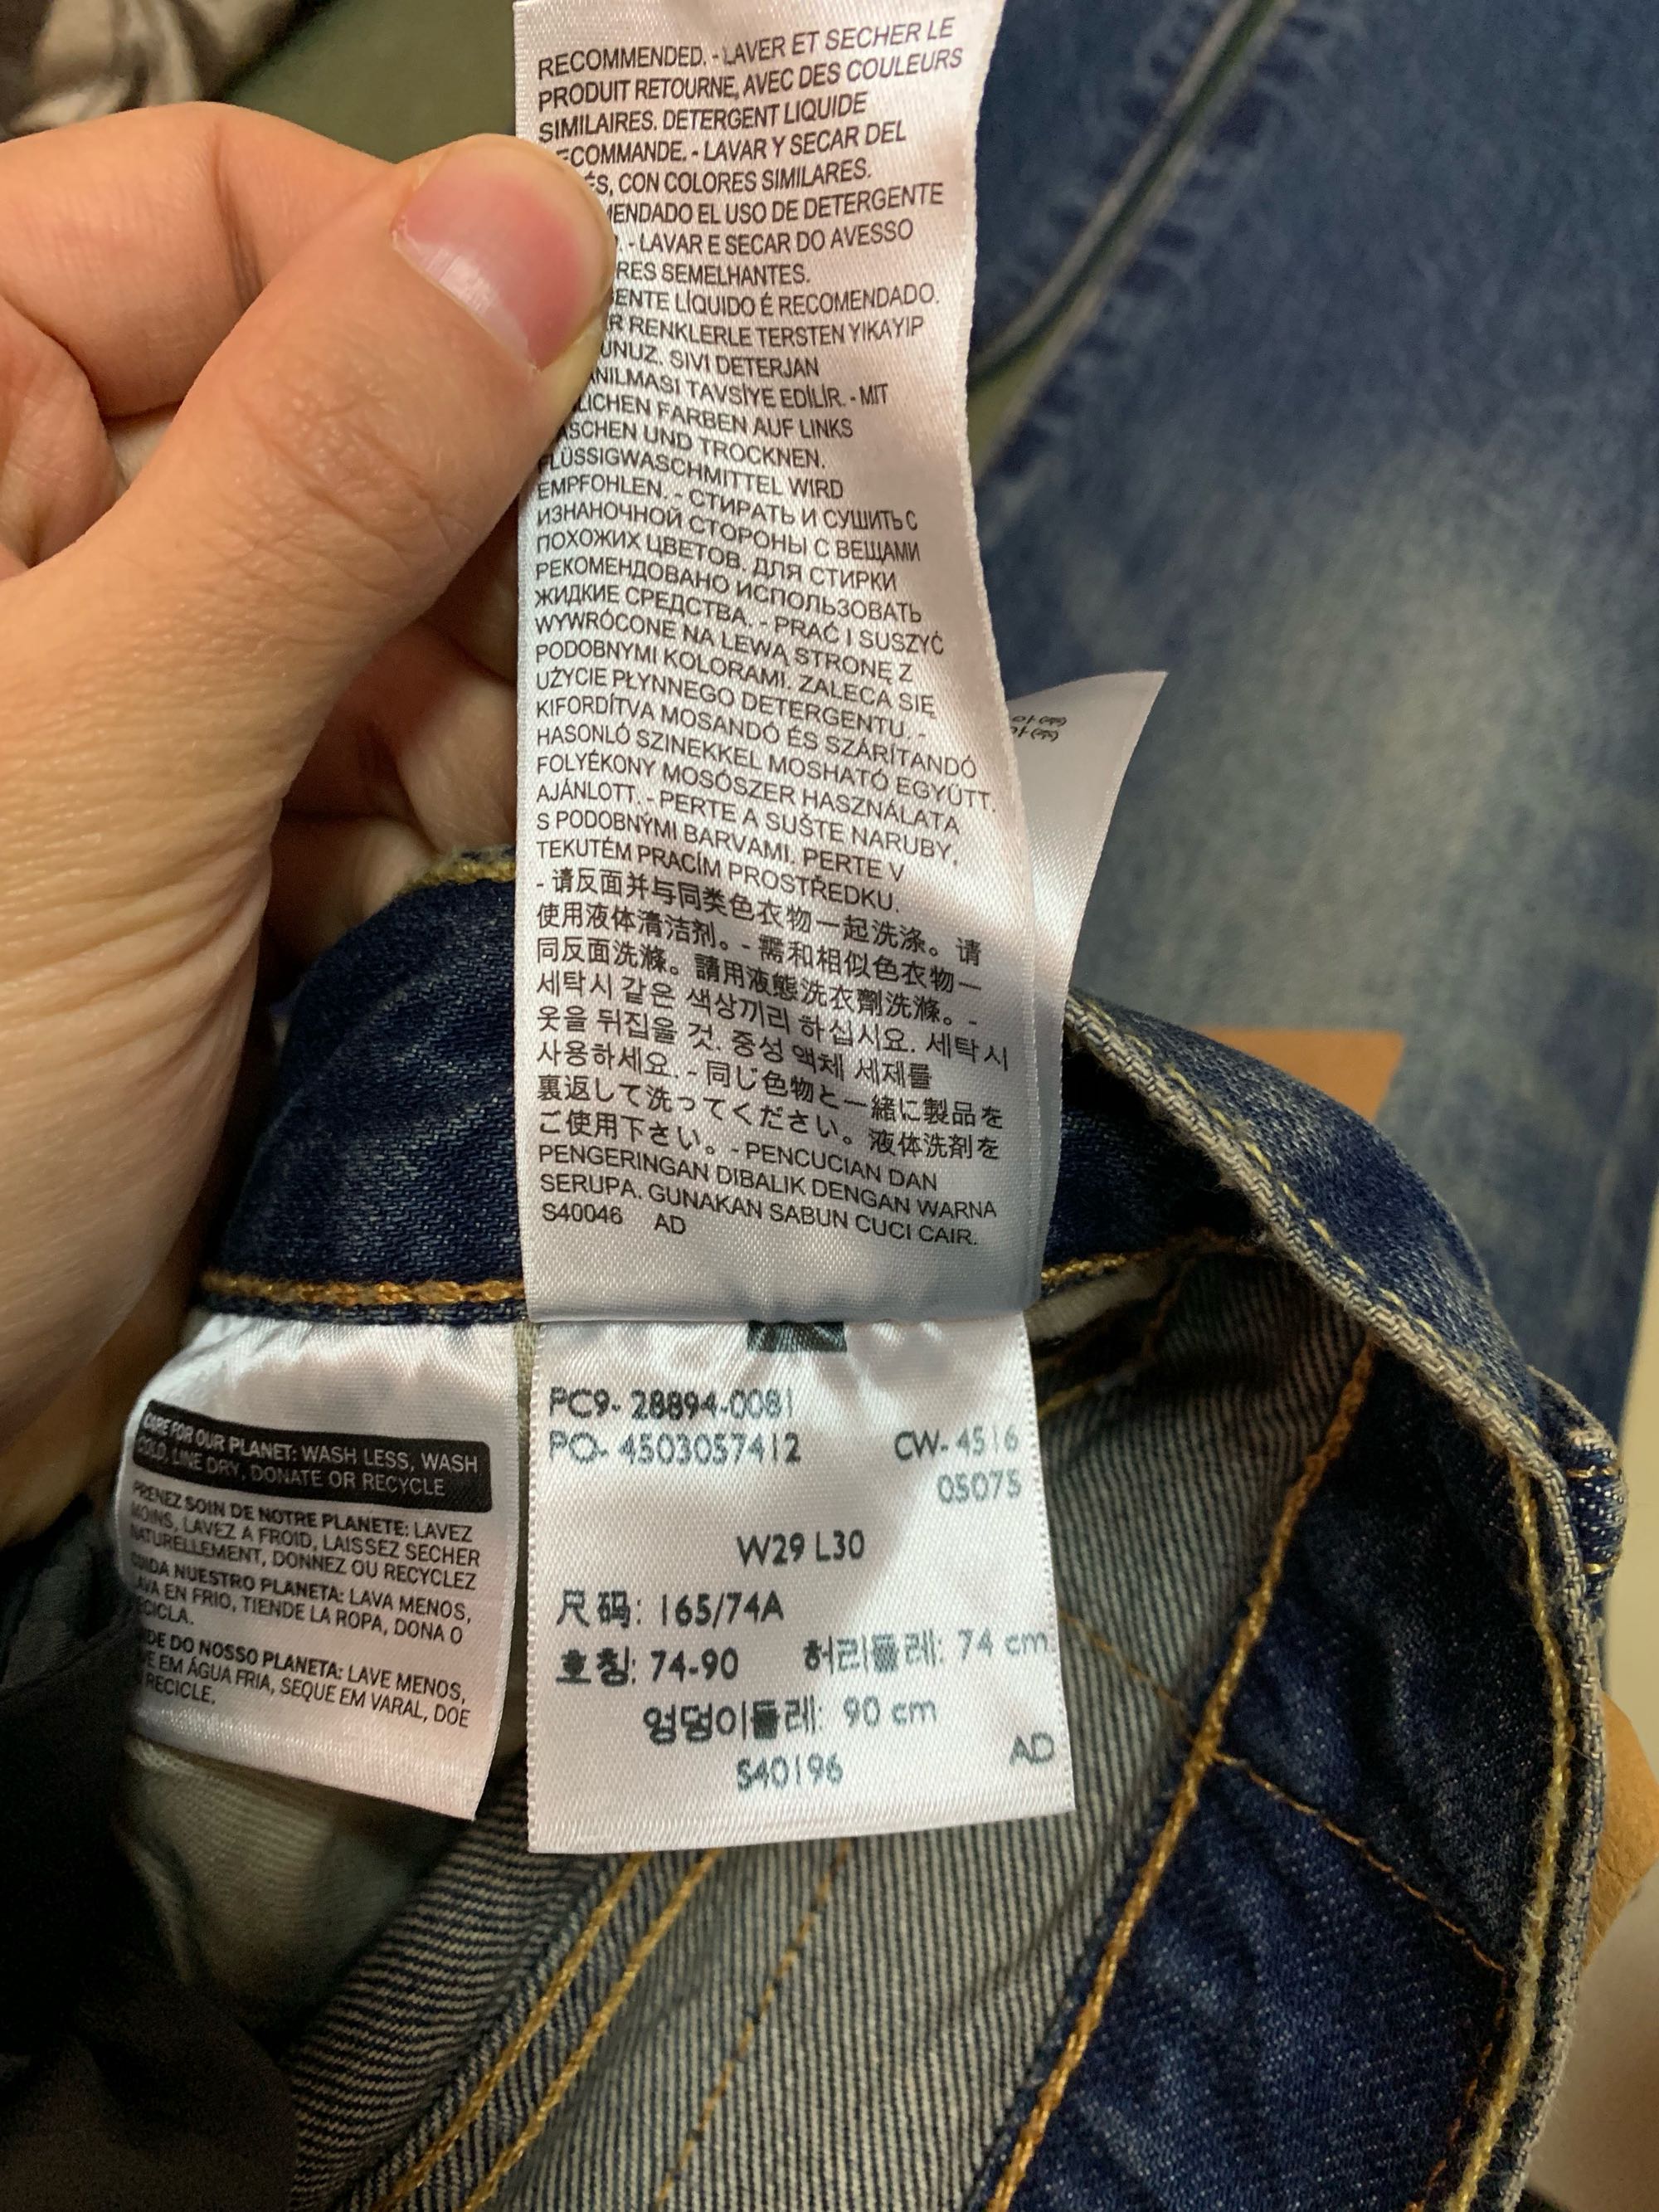 RECOMMENDED. - LAVER ET SECHER LE
PRODUIT RETOURNE, AVEC DES COULEURS
SIMILAIRES. DETERGENT LIQUIDE
ECOMMANDE. - LAVAR Y SECAR DEL
ÉS, CON COLORES SIMILARES.
MENDADO EL USO DE DETERGENTE
. - LAVAR E SECAR DO AVESSO
RES SEMELHANTES.
ENTE LÍQUIDO É RECOMENDADO.
R RENKLERLE TERSTEN YIKAYIP
UNUZ. SIVI DETERJAN
ANILMASI TAVSİYE EDİLİR. - MIT
LICHEN FARBEN AUF LINKS
ASCHEN UND TROCKNEN.
FLÜSSIGWASCHMITTEL WIRD
EMPFOHLEN. - СТИРАТЬ И СУШИТЬ С
ИЗНАНОЧНОЙ СТОРОНЫ С ВЕЩАМИ
ПОХОЖИХ ЦВЕТОВ. ДЛЯ СТИРКИ
РЕКОМЕНДОВАНО ИСПОЛЬЗОВАТЬ
ЖИДКИЕ СРЕДСТВА. - PRAĆ I SUSZYĆ
WYWRÓCONE NA LEWĄ STRONĘ Z
PODOBNYMI KOLORAMI. ZALECA SIĘ
UŻYCIE PŁYNNEGO DETERGENTU. -
KIFORDÍTVA MOSANDÓ ÉS SZÁRÍTANDÓ
HASONLÓ SZINEKKEL MOSHATÓ EGYÜTT.
FOLYÉKONY MOSÓSZER HASZNÁLATA
AJÁNLOTT. - PERTE A SUŠTE NARUBY,
S PODOBNÝMI BARVAMI. PERTE V
TEKUTÉM PRACÍM PROSTŘEDKU.
- 请反面并与同类色衣物一起洗涤。请
使用液体清洁剂。- 需和相似色衣物一
同反面洗滌。請用液態洗衣劑洗滌。-
세탁시 같은 색상끼리 하십시요. 세탁시
옷을 뒤집을 것. 중성 액체 세제를
사용하세요. - 同じ色物と一緒に製品を
裏返して洗ってください。液体洗剤を
ご使用下さい。- PENCUCIAN DAN
PENGERINGAN DIBALIK DENGAN WARNA
SERUPA. GUNAKAN SABUN CUCI CAIR.
S40046 AD
아(주)
아(주)
CARE FOR OUR PLANET: WASH LESS, WASH
COLD, LINE DRY, DONATE OR RECYCLE
PRENEZ SOIN DE NOTRE PLANETE: LAVEZ
MOINS, LAVEZ A FROID, LAISSEZ SECHER
NATURELLEMENT, DONNEZ OU RECYCLEZ
CUIDA NUESTRO PLANETA: LAVA MENOS,
LAVA EN FRIO, TIENDE LA ROPA, DONA O
RECICLA.
IDE DO NOSSO PLANETA: LAVE MENOS,
VE EM ÁGUA FRIA, SEQUE EM VARAL, DOE
RECICLE.
PC9- 28894-0081
PO- 4503057412 CW- 4516
05075
W29 L30
尺码: 165/74A
호칭: 74-90 허리둘레: 74 cm
엉덩이둘레: 90 cm
S40196 AD